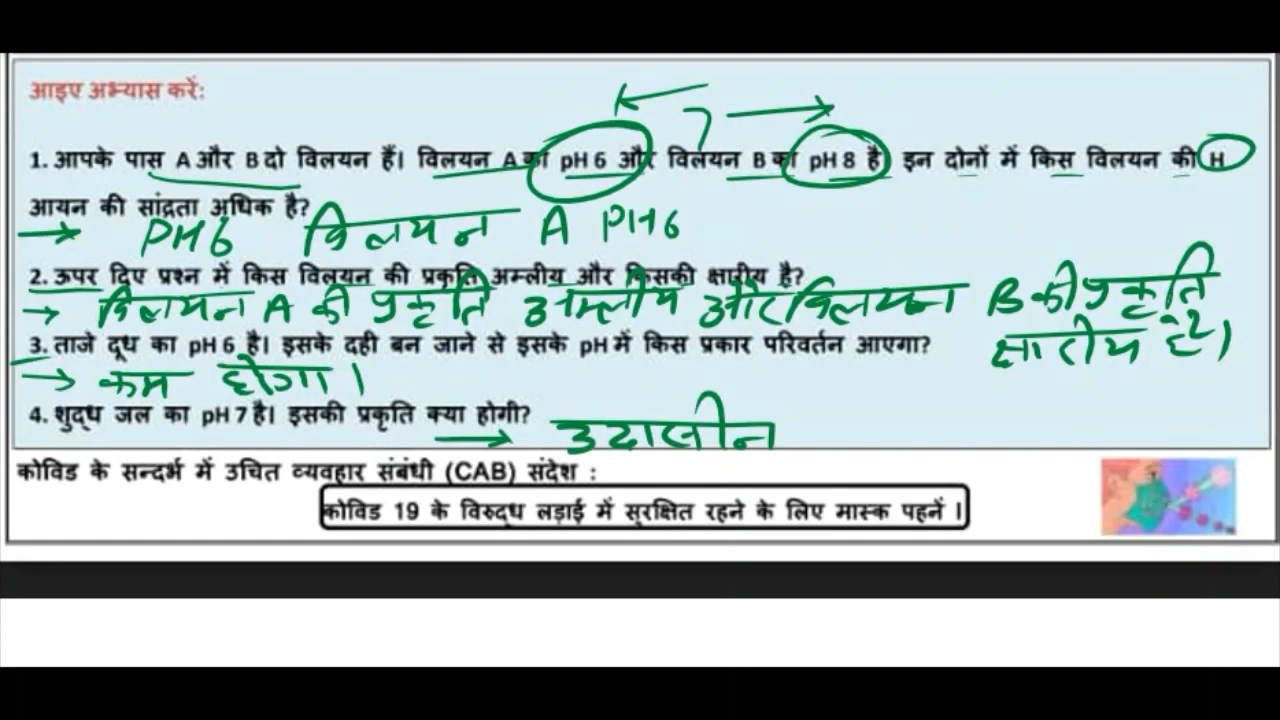 आइए अभ्यास करें:
7
1. आपके पास A और B दो विलयन हैं। विलयन A का pH 6 और विलयन B का pH 8 है। इन दोनों में किस विलयन की H
आयन की सांद्रता अधिक है?
→ PH6 विलयन A PH6
2. ऊपर दिए प्रश्न में किस विलयन की प्रकृति अम्लीय और किसकी क्षारीय है?
→ विलयन A की प्रकृति अम्लीय और विलयन B की प्रकृति
क्षारीय है।
3. ताजे दूध का pH 6 है। इसके दही बन जाने से इसके pH में किस प्रकार परिवर्तन आएगा?
→ कम होगा।
4. शुद्ध जल का pH 7 है। इसकी प्रकृति क्या होगी?
→ उदासीन
कोविड के सन्दर्भ में उचित व्यवहार संबंधी (CAB) संदेश :
कोविड 19 के विरुद्ध लड़ाई में सुरक्षित रहने के लिए मास्क पहनें ।